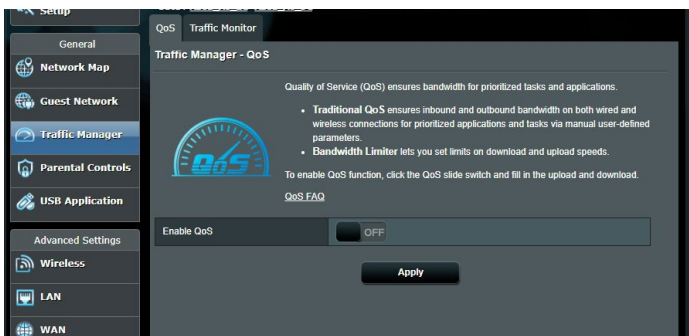 Setup
QoS Traffic Monitor
General
Traffic Manager - QoS
Network Map
Quality of Service (QoS) ensures bandwidth for prioritized tasks and applications.
Guest Network
• Traditional QoS ensures inbound and outbound bandwidth on both wired and
wireless connections for prioritized applications and tasks via manual user-defined
parameters.
• Bandwidth Limiter lets you set limits on download and upload speeds.
Traffic Manager
QoS
Parental Controls
To enable QoS function, click the QoS slide switch and fill in the upload and download.
QoS FAQ
USB Application
Enable QoS OFF
Advanced Settings
Wireless
Apply
LAN
WAN